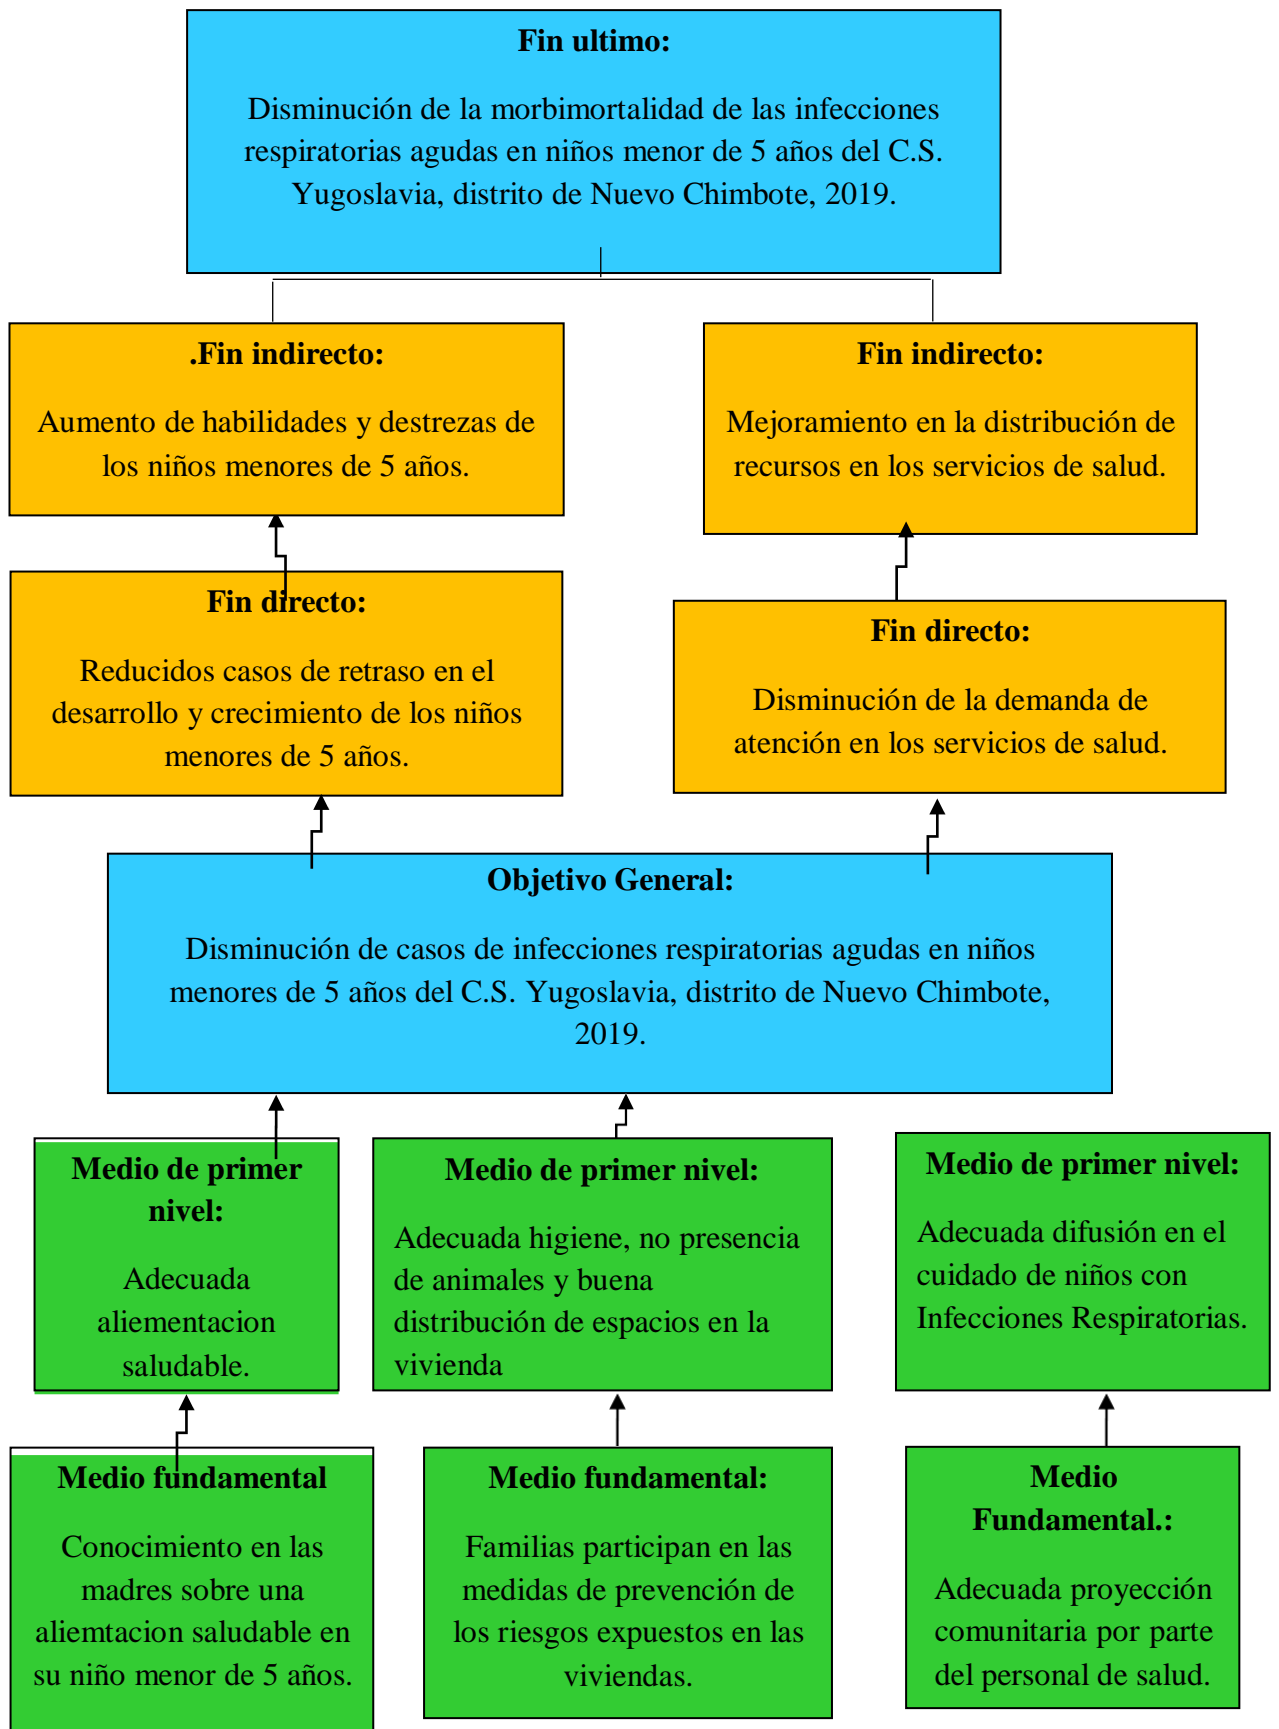 Fin ultimo:
Disminución de la morbimortalidad de las infecciones
respiratorias agudas en niños menor de 5 años del C.S.
Yugoslavia, distrito de Nuevo Chimbote, 2019.
.Fin indirecto:
Aumento de habilidades y destrezas de
los niños menores de 5 años.
Fin indirecto:
Mejoramiento en la distribución de
recursos en los servicios de salud.
Fin directo:
Reducidos casos de retraso en el
desarrollo y crecimiento de los niños
menores de 5 años.
Fin directo:
Disminución de la demanda de
atención en los servicios de salud.
Objetivo General:
Disminución de casos de infecciones respiratorias agudas en niños
menores de 5 años del C.S. Yugoslavia, distrito de Nuevo Chimbote,
2019.
Medio de primer
nivel:
Adecuada
aliementacion
saludable.
Medio de primer nivel:
Adecuada higiene, no presencia
de animales y buena
distribución de espacios en la
vivienda
Medio de primer nivel:
Adecuada difusión en el
cuidado de niños con
Infecciones Respiratorias.
Medio fundamental
Conocimiento en las
madres sobre una
aliemtacion saludable en
su niño menor de 5 años.
Medio fundamental:
Familias participan en las
medidas de prevención de
los riesgos expuestos en las
viviendas.
Medio
Fundamental.:
Adecuada proyección
comunitaria por parte
del personal de salud.